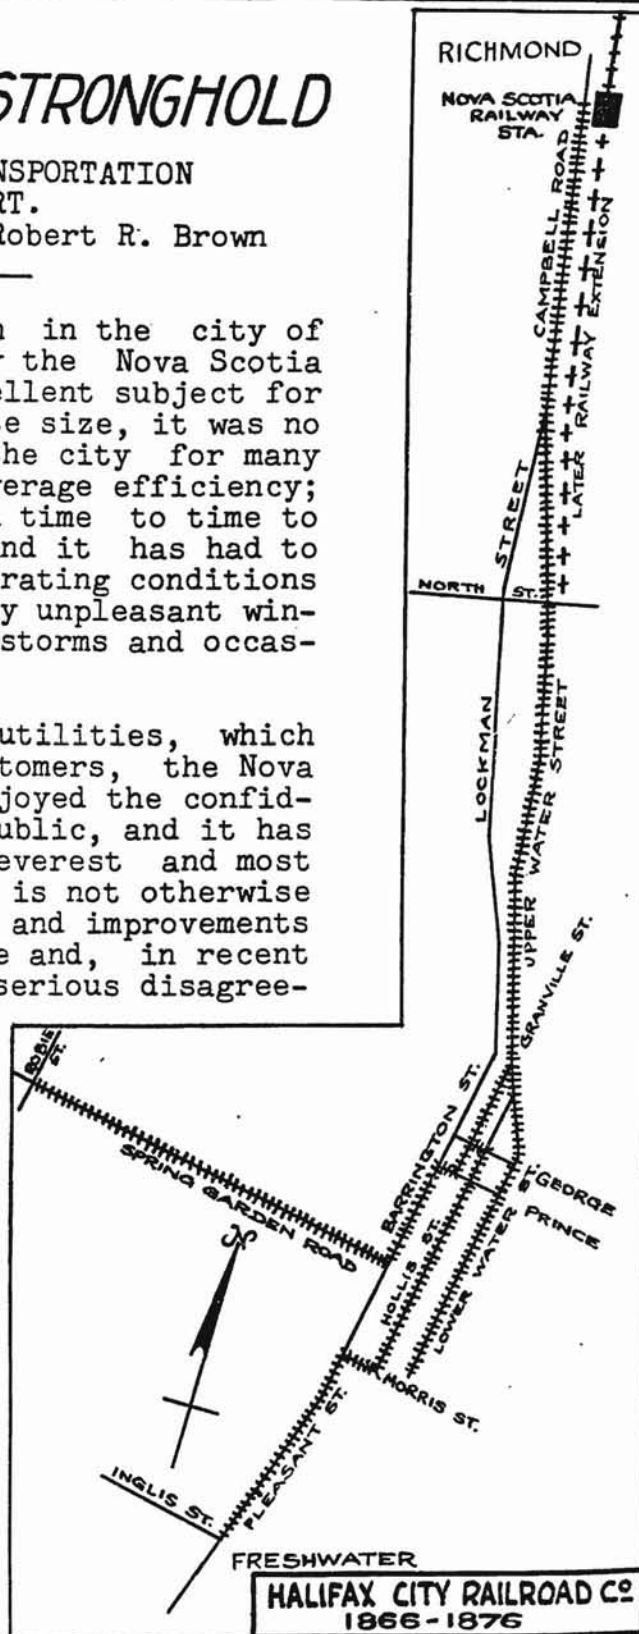 STRONGHOLD
NSPORTATION
RT.
Robert R. Brown
in the city of
the Nova Scotia
ellent subject for
se size, it was no
the city for many
verage efficiency;
time to time to
nd it has had to
rating conditions
y unpleasant win-
storms and occas-
utilities, which
tomers, the Nova
joyed the confid-
ublic, and it has
everest and most
is not otherwise
and improvements
e and, in recent
serious disagree-
RICHMOND
NOVA SCOTIA
RAILWAY
STA.
CAMPBELL ROAD
LATER RAILWAY EXTENSION
STREET
NORTH ST.
LOCKMAN
UPPER WATER STREET
GRANVILLE ST.
ROBIE
ST.
SPRING GARDEN ROAD
BARRINGTON ST.
GEORGE
PRINCE
HOLLIS ST.
LOWER WATER ST.
N
MORRIS ST.
PLEASANT ST.
INGLIS ST.
FRESHWATER
HALIFAX CITY RAILROAD Cº
1866-1876